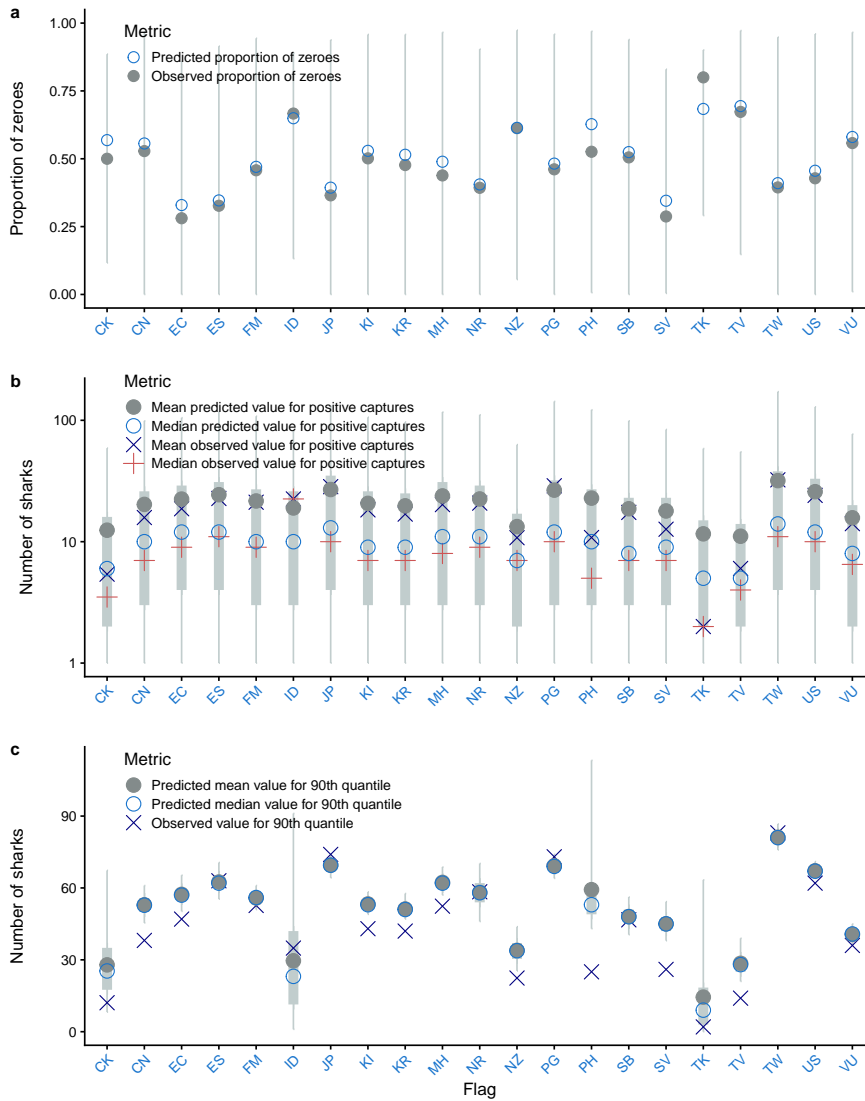 a
Metric
Predicted proportion of zeroes
Observed proportion of zeroes
Proportion of zeroes
1.00
0.75
0.50
0.25
0.00
CK CN EC ES FM ID JP KI KR MH NR NZ PG PH SB SV TK TV TW US VU
b
Metric
Mean predicted value for positive captures
Median predicted value for positive captures
Mean observed value for positive captures
Median observed value for positive captures
Number of sharks
100
10
1
CK CN EC ES FM ID JP KI KR MH NR NZ PG PH SB SV TK TV TW US VU
c
Metric
Predicted mean value for 90th quantile
Predicted median value for 90th quantile
Observed value for 90th quantile
Number of sharks
90
60
30
0
CK CN EC ES FM ID JP KI KR MH NR NZ PG PH SB SV TK TV TW US VU
Flag